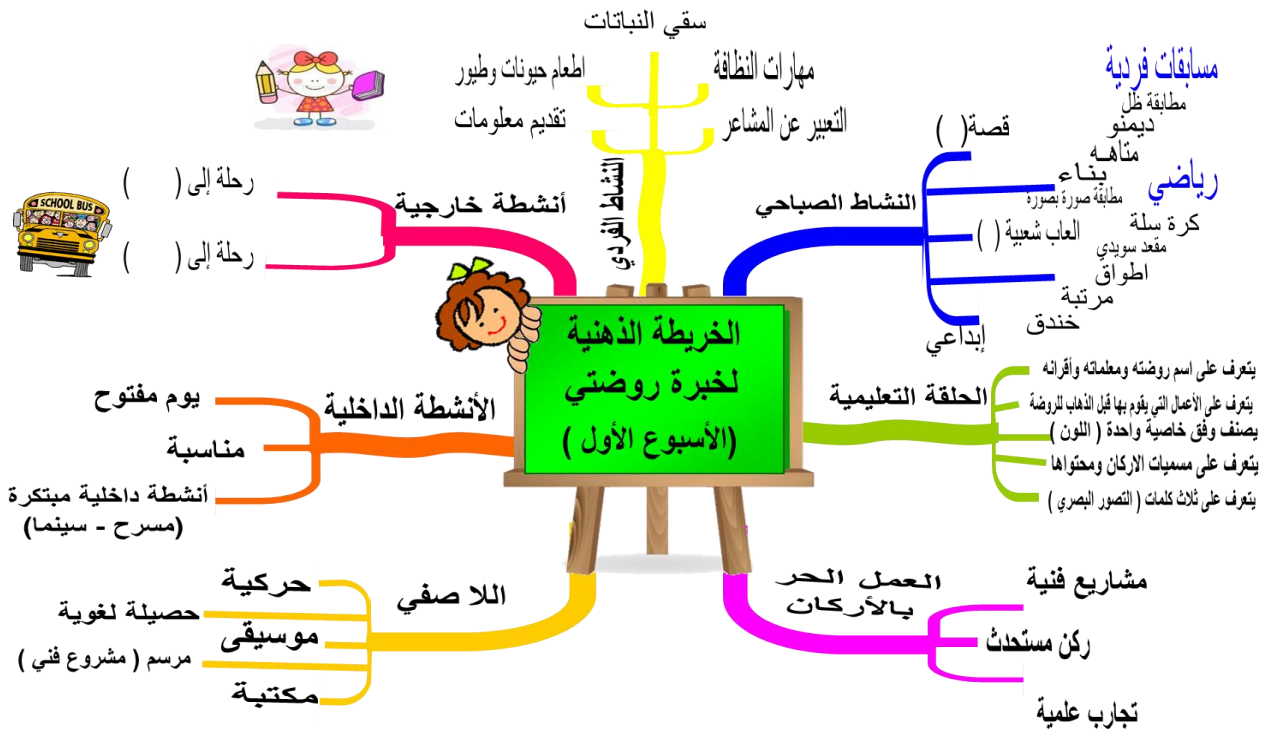 الخريطة الذهنية
لخبرة روضتي
(الأسبوع الأول )
سقي النباتات
مهارات النظافة
اطعام حيونات وطيور
التعبير عن المشاعر
تقديم معلومات
النشاط الفردي
النشاط الصباحي
مسابقات فردية
مطابقة ظل
ديمنو
متاهه
بناء
مطابقة صورة بصورة
رياضي
كرة سلة
مقعد سويدي
اطواق
مرتبة
خندق
قصة( )
العاب شعبية ( )
إبداعي
الحلقة التعليمية
يتعرف على اسم روضته ومعلماته وأقرانه
يتعرف على الأعمال التي يقوم بها قبل الذهاب للروضة
يصنف وفق خاصية واحدة ( اللون )
يتعرف على مسميات الاركان ومحتواها
يتعرف على ثلاث كلمات ( التصور البصري )
العمل الحر
بالأركان
مشاريع فنية
ركن مستحدث
تجارب علمية
اللا صفي
حركية
حصيلة لغوية
موسيقى
مرسم ( مشروع فني )
مكتبة
الأنشطة الداخلية
يوم مفتوح
مناسبة
أنشطة داخلية مبتكرة
(مسرح - سينما)
أنشطة خارجية
رحلة إلى ( )
رحلة إلى ( )
SCHOOL BUS